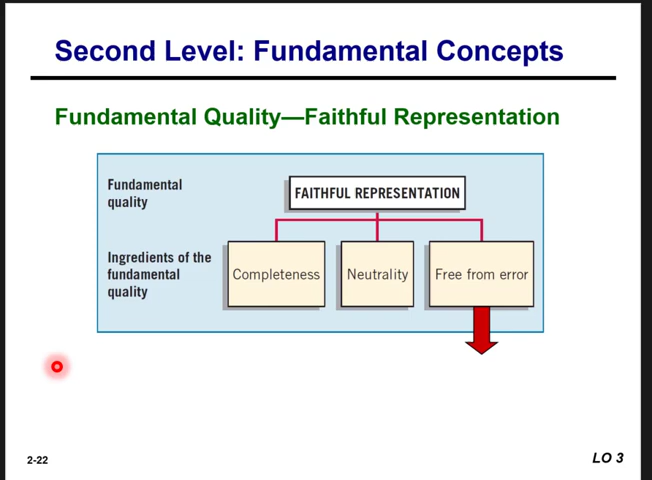 Second Level: Fundamental Concepts
Fundamental Quality—Faithful Representation
Fundamental
quality
FAITHFUL REPRESENTATION
Ingredients of the
fundamental
quality
Completeness
Neutrality
Free from error
2-22
LO 3